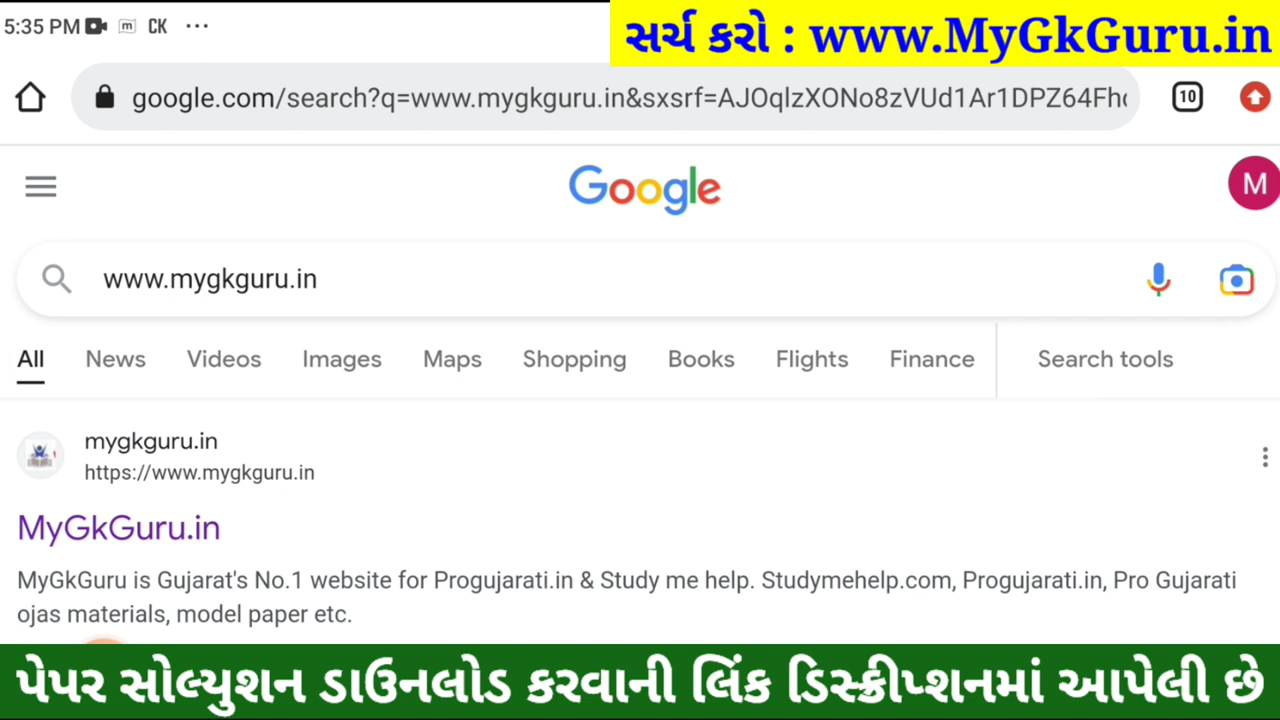 5:35 PM m CK ...
સર્ચ કરો : www.MyGkGuru.in
google.com/search?q=www.mygkguru.in&sxsrf=AJOqlzXONo8zVUd1Ar1DPZ64Fh
10
Google
M
www.mygkguru.in
All News Videos Images Maps Shopping Books Flights Finance Search tools
mygkguru.in
https://www.mygkguru.in
MyGkGuru.in
MyGkGuru is Gujarat's No.1 website for Progujarati.in & Study me help. Studymehelp.com, Progujarati.in, Pro Gujarati
ojas materials, model paper etc.
પેપર સોલ્યુશન ડાઉનલોડ કરવાની લિંક ડિસ્ક્રીપ્શનમાં આપેલી છે